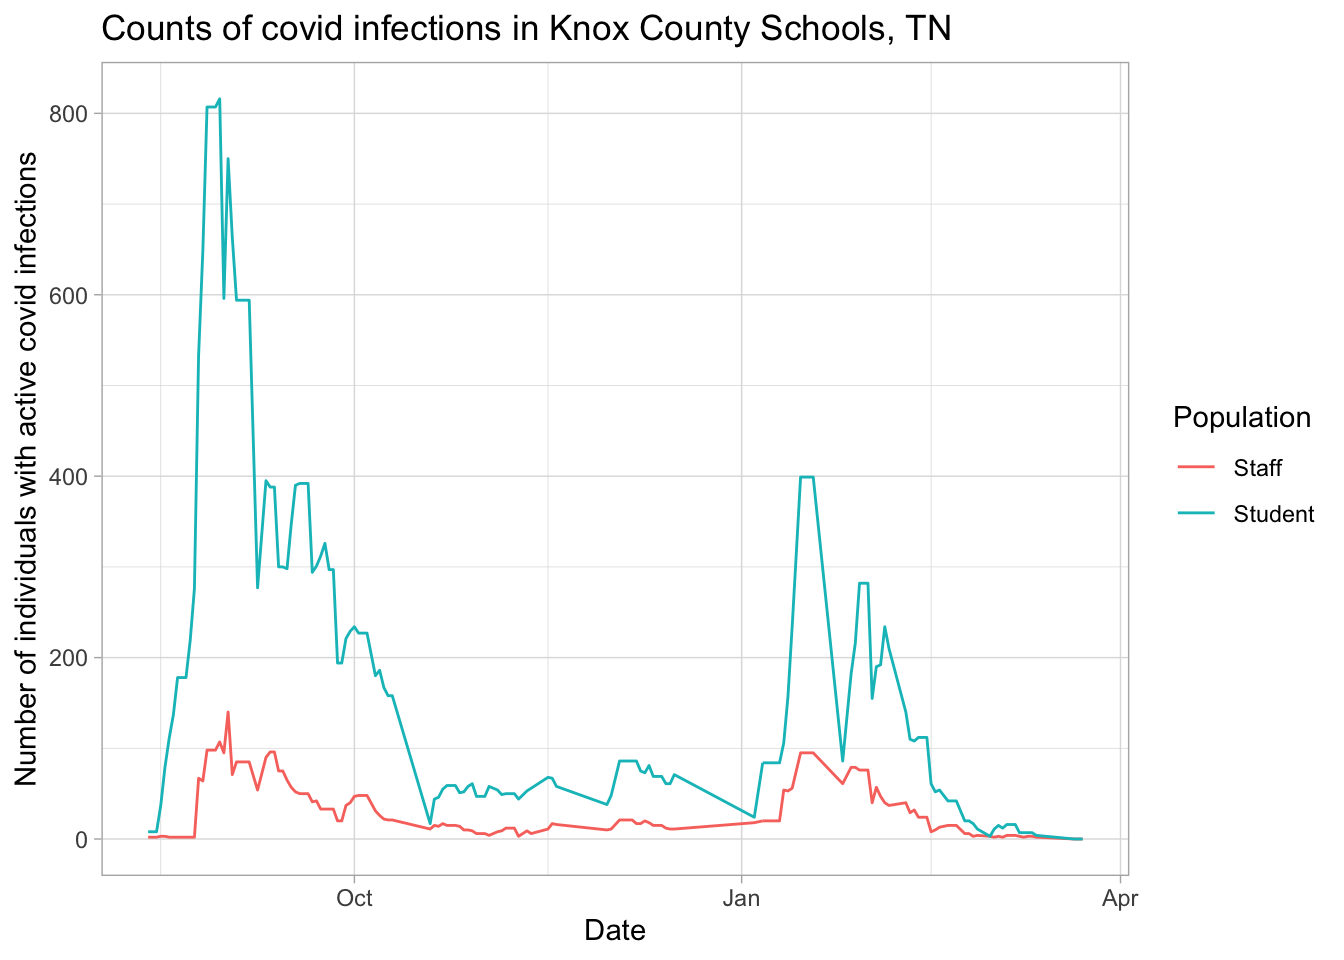 Counts of covid infections in Knox County Schools, TN
Number of individuals with active covid infections
800
600
400
200
0
Oct
Jan
Apr
Date
Population
Staff
Student